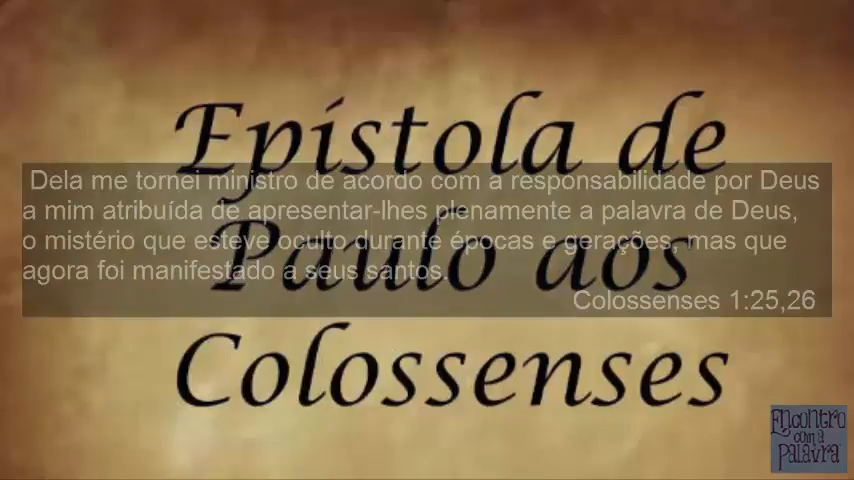 Epístola de
Paulo aos
Colossenses
Dela me tornei ministro de acordo com a responsabilidade por Deus
a mim atribuída de apresentar-lhes plenamente a palavra de Deus,
o mistério que esteve oculto durante épocas e gerações, mas que
agora foi manifestado a seus santos.
Colossenses 1:25,26
Encontro
com a
Palavra